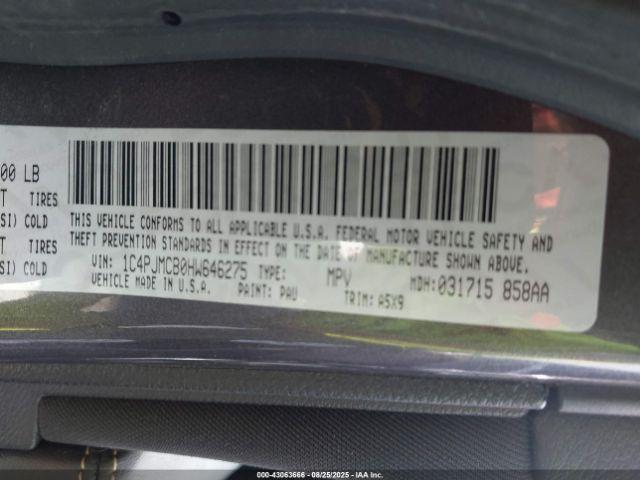 00 LB
T TIRES
SI) COLD
T TIRES
SI) COLD
THIS VEHICLE CONFORMS TO ALL APPLICABLE U.S.A. FEDERAL MOTOR VEHICLE SAFETY AND
THEFT PREVENTION STANDARDS IN EFFECT ON THE DATE OF MANUFACTURE SHOWN ABOVE.
VIN: 1C4PJMCB0HW646275 TYPE: MPV MDH:031715 858AA
VEHICLE MADE IN U.S.A. PAINT: PAU TRIM: A5X9
000-43063666 - 08/25/2025 - IAA Inc.